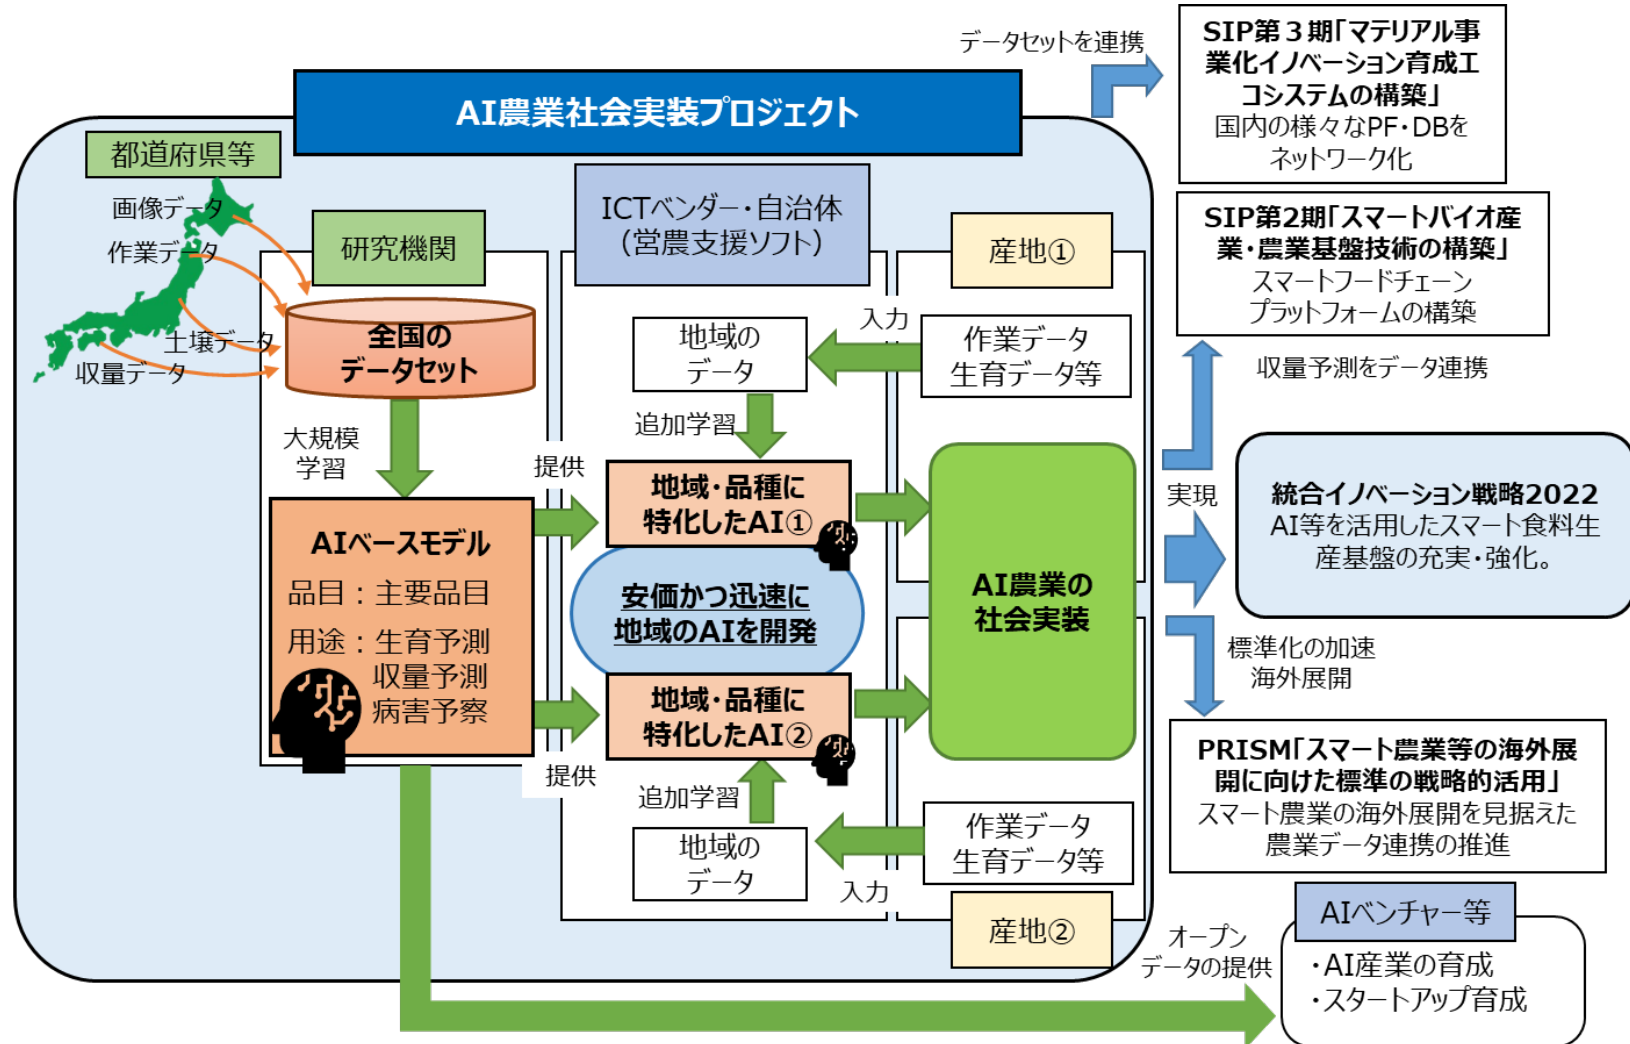 データセットを連携
SIP第３期｢マテリアル事
業化イノベーション育成エ
コシステムの構築｣
国内の様々なPF・DBを
ネットワーク化
AI農業社会実装プロジェクト
都道府県等
画像データ
作業データ
土壌データ
収量データ
研究機関
全国の
データセット
大規模
学習
AIベースモデル
品目：主要品目
用途：生育予測
収量予測
病害予察
提供
提供
ICTベンダー・自治体
（営農支援ソフト）
地域の
データ
追加学習
地域・品種に
特化したAI①
安価かつ迅速に
地域のAIを開発
地域・品種に
特化したAI②
追加学習
地域の
データ
産地①
入力
作業データ
生育データ等
AI農業の
社会実装
作業データ
生育データ等
入力
産地②
SIP第2期｢スマートバイオ産
業・農業基盤技術の構築｣
スマートフードチェーン
プラットフォームの構築
収量予測をデータ連携
実現
統合イノベーション戦略2022
AI等を活用したスマート食料生
産基盤の充実・強化。
標準化の加速
海外展開
PRISM｢スマート農業等の海外展
開に向けた標準の戦略的活用｣
スマート農業の海外展開を見据えた
農業データ連携の推進
オープン
データの提供
AIベンチャー等
・AI産業の育成
・スタートアップ育成